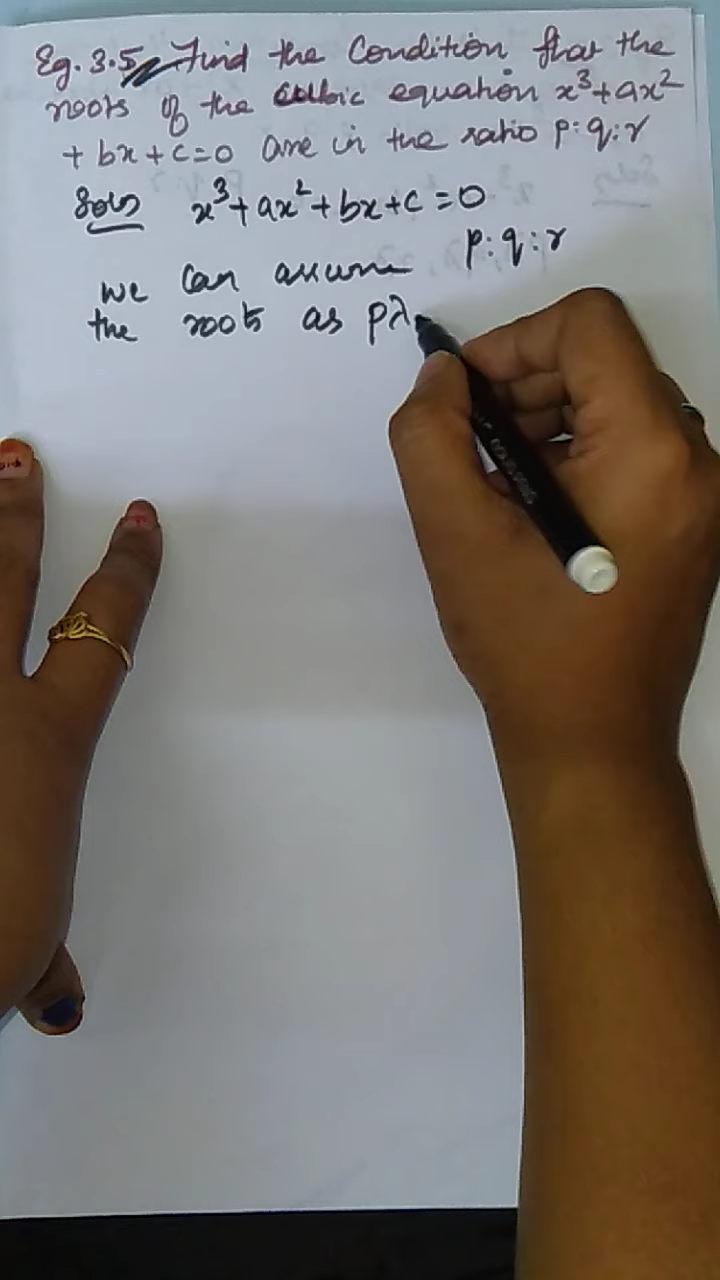 Eg. 3.5 Find the Condition that the
roots of the cubic equation x³+ax²
+ bx+c=0 are in the ratio p:q:r
Soln x³+ax²+bx+c=0
p:q:r
we can assume
the roots as pλ